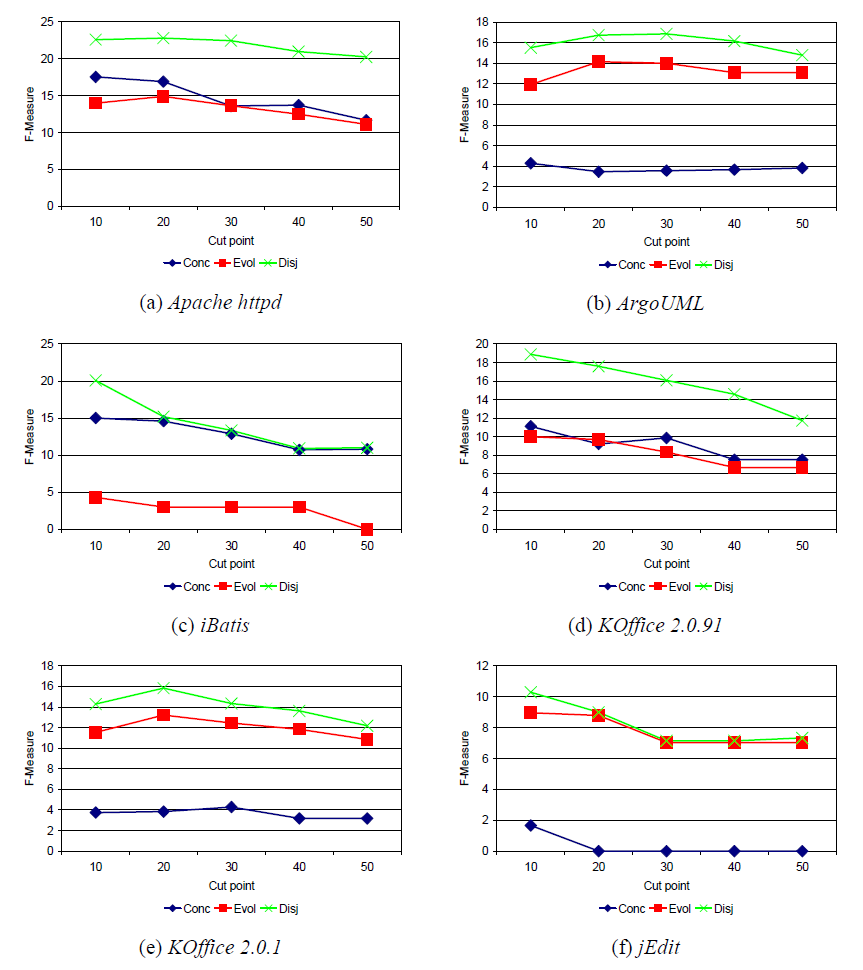 25
20
15
10
5
0
F-Measure
10 20 30 40 50
Cut point
Conc Evol Disj
(a) Apache httpd
18
16
14
12
10
8
6
4
2
0
F-Measure
10 20 30 40 50
Cut point
Conc Evol Disj
(b) ArgoUML
25
20
15
10
5
0
F-Measure
10 20 30 40 50
Cut point
Conc Evol Disj
(c) iBatis
20
18
16
14
12
10
8
6
4
2
0
F-Measure
10 20 30 40 50
Cut point
Conc Evol Disj
(d) KOffice 2.0.91
18
16
14
12
10
8
6
4
2
0
F-Measure
10 20 30 40 50
Cut point
Conc Evol Disj
(e) KOffice 2.0.1
12
10
8
6
4
2
0
F-Measure
10 20 30 40 50
Cut point
Conc Evol Disj
(f) jEdit